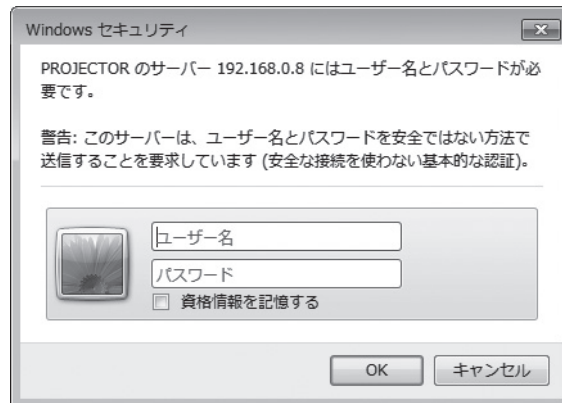 Windows セキュリティ
PROJECTOR のサーバー 192.168.0.8 にはユーザー名とパスワードが必
要です。
警告: このサーバーは、ユーザー名とパスワードを安全ではない方法で
送信することを要求しています (安全な接続を使わない基本的な認証)。
ユーザー名
パスワード
資格情報を記憶する
OK キャンセル